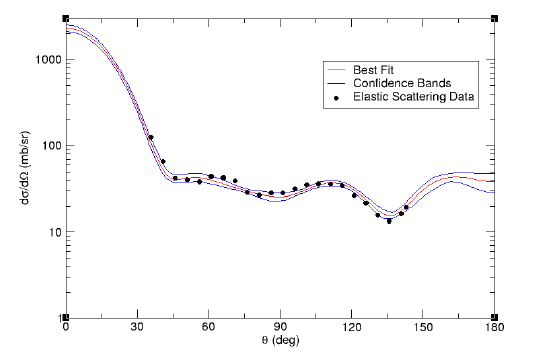 1000
100
10
1
dσ/dΩ (mb/sr)
Best Fit
Confidence Bands
Elastic Scattering Data
0 30 60 90 120 150 180
θ (deg)